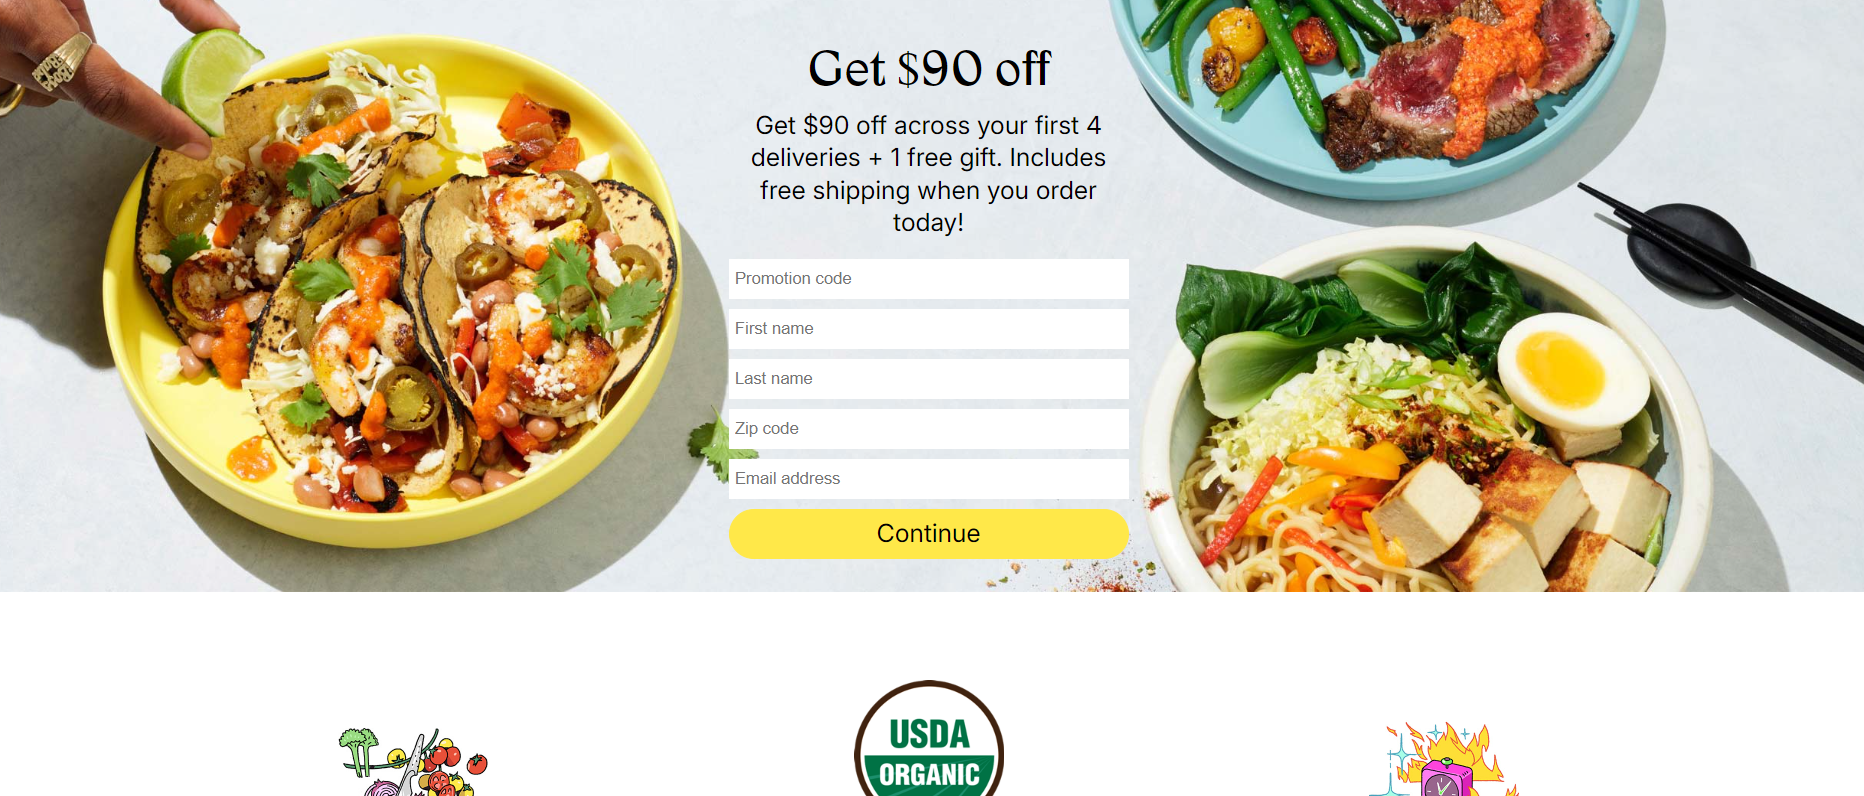 Get $90 off
Get $90 off across your first 4
deliveries + 1 free gift. Includes
free shipping when you order
today!
Promotion code
First name
Last name
Zip code
Email address
Continue
USDA
ORGANIC